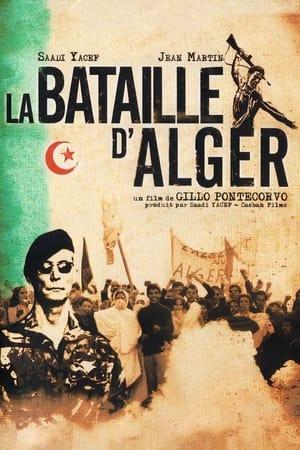 SAADI YACEF JEAN MARTIN
LA BATAILLE
D'ALGER
un film de GILLO PONTECORVO
produit par Saadi YACEF - Casbah Films
ALGER